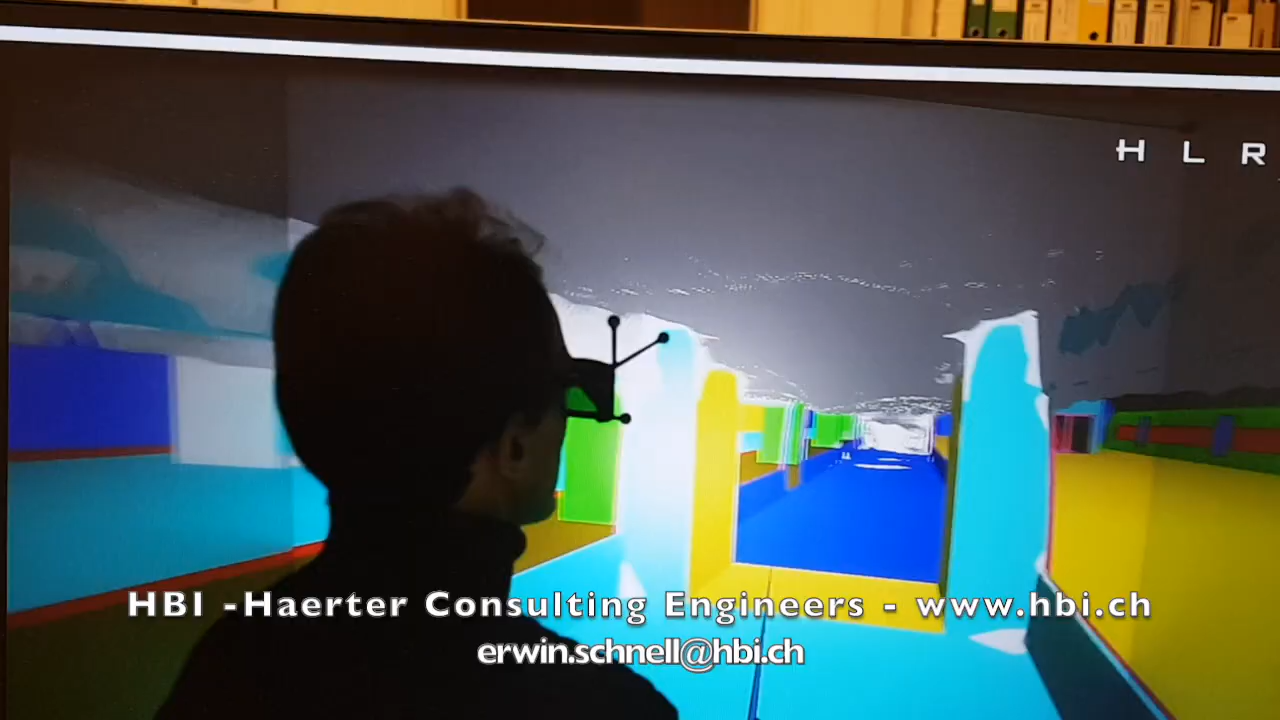 H L R
HBI -Haerter Consulting Engineers - www.hbi.ch
erwin.schnell@hbi.ch